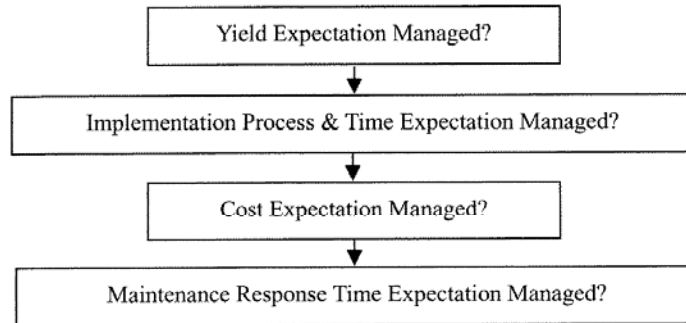 Yield Expectation Managed?
Implementation Process & Time Expectation Managed?
Cost Expectation Managed?
Maintenance Response Time Expectation Managed?